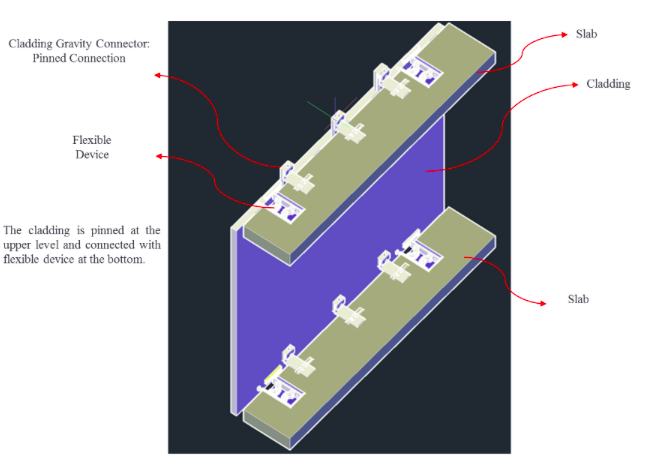 Cladding Gravity Connector:
Pinned Connection
Slab
Cladding
Flexible
Device
The cladding is pinned at the
upper level and connected with
flexible device at the bottom.
Slab